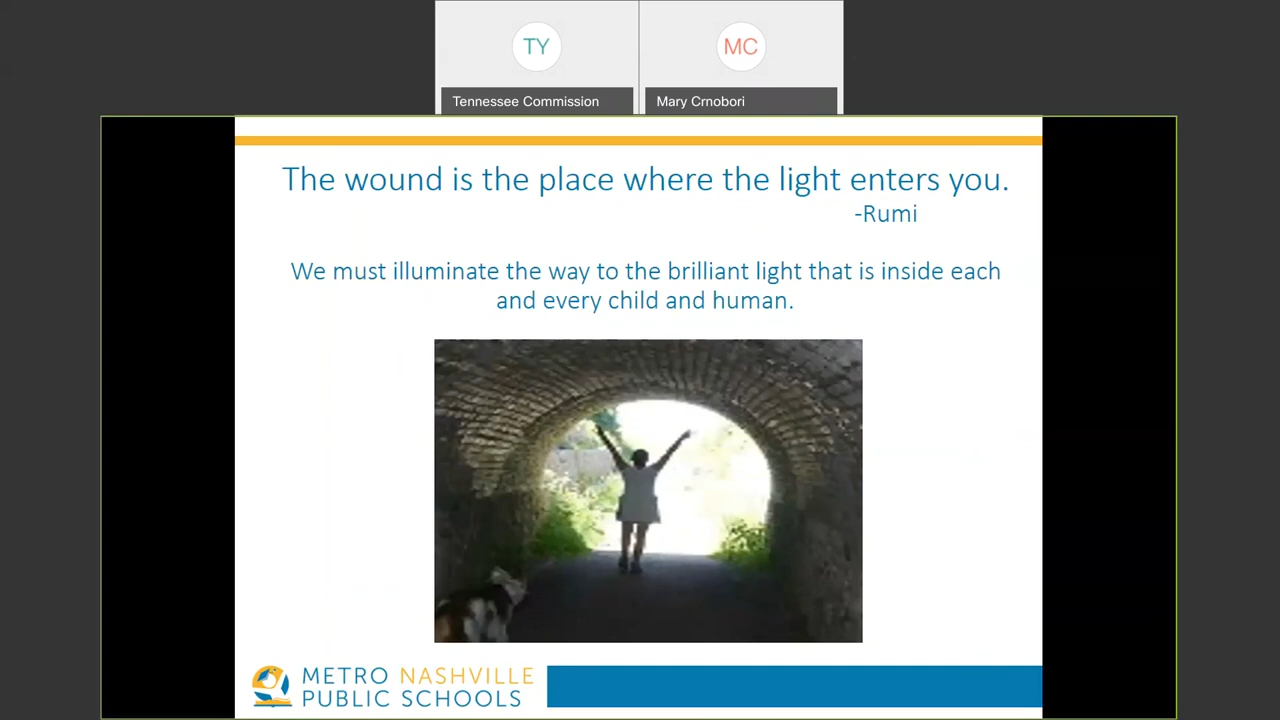 TY
MC
Tennessee Commission
Mary Crnobori
The wound is the place where the light enters you.
-Rumi
We must illuminate the way to the brilliant light that is inside each
and every child and human.
METRO NASHVILLE
PUBLIC SCHOOLS